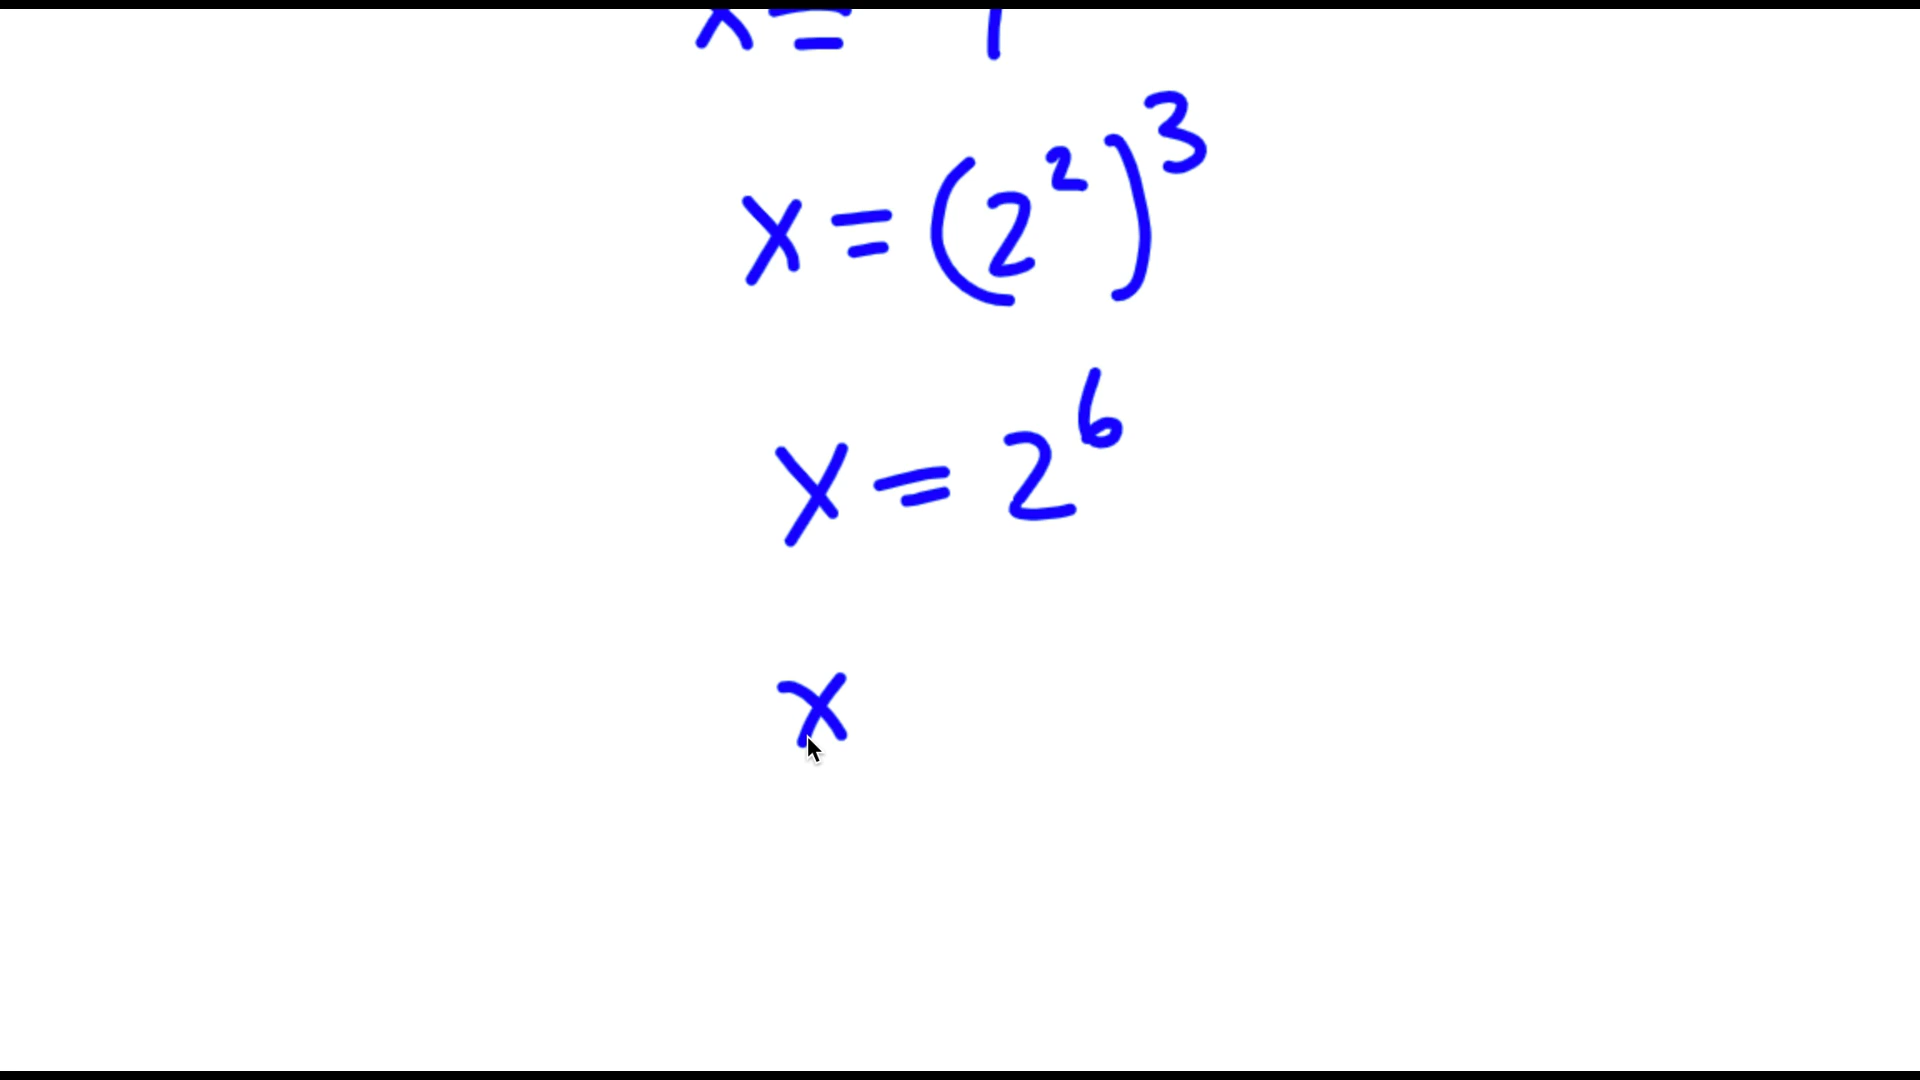 x =
x = (2²)³
x = 2⁶
x